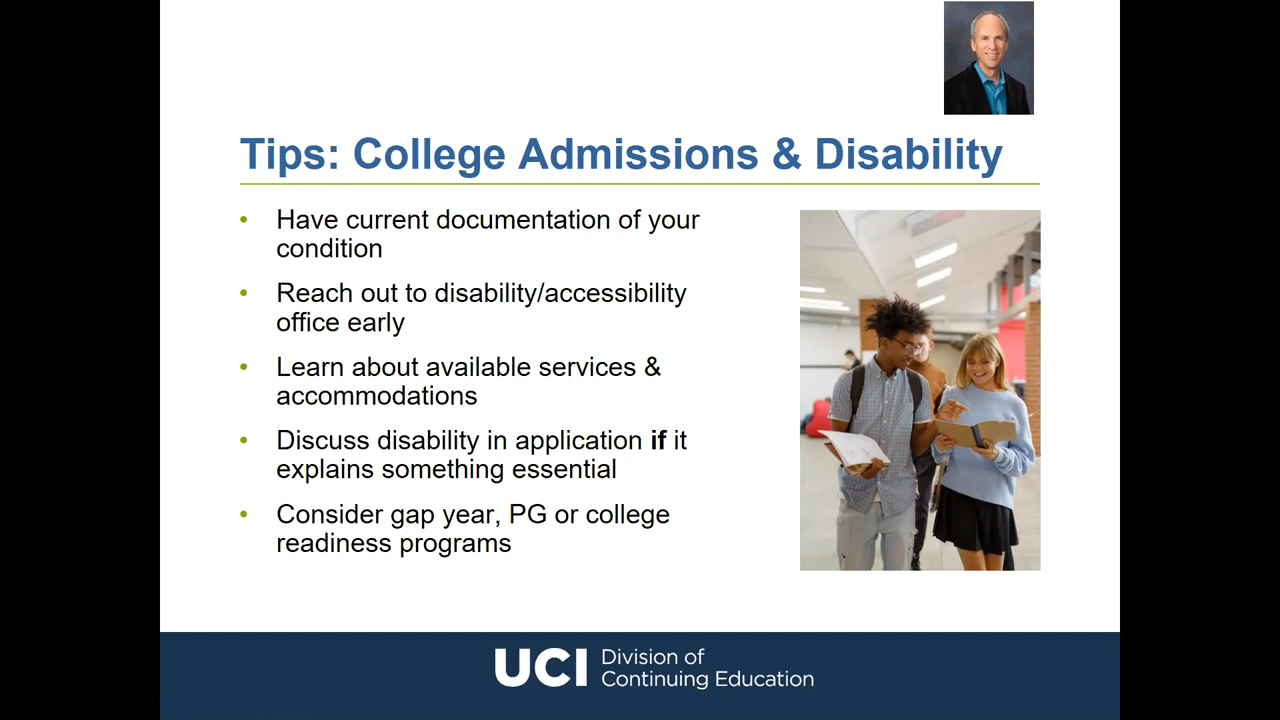 Tips: College Admissions & Disability
• Have current documentation of your
condition
• Reach out to disability/accessibility
office early
• Learn about available services &
accommodations
• Discuss disability in application if it
explains something essential
• Consider gap year, PG or college
readiness programs
UCI
Division of
Continuing Education